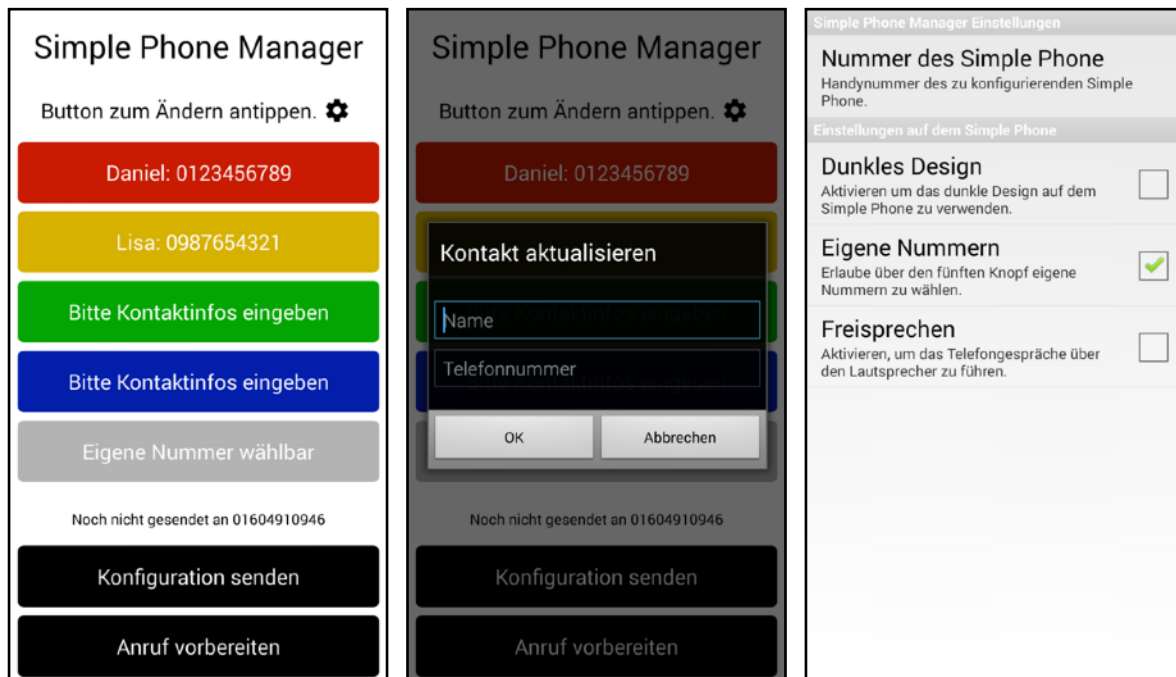 Simple Phone Manager
Button zum Ändern antippen.
Daniel: 0123456789
Lisa: 0987654321
Bitte Kontaktinfos eingeben
Bitte Kontaktinfos eingeben
Eigene Nummer wählbar
Noch nicht gesendet an 01604910946
Konfiguration senden
Anruf vorbereiten
Simple Phone Manager
Button zum Ändern antippen.
Daniel: 0123456789
Kontakt aktualisieren
Name
Telefonnummer
OK
Abbrechen
Noch nicht gesendet an 01604910946
Konfiguration senden
Anruf vorbereiten
Simple Phone Manager Einstellungen
Nummer des Simple Phone
Handynummer des zu konfigurierenden Simple
Phone.
Einstellungen auf dem Simple Phone
Dunkles Design
Aktivieren um das dunkle Design auf dem
Simple Phone zu verwenden.
Eigene Nummern
Erlaube über den fünften Knopf eigene
Nummern zu wählen.
Freisprechen
Aktivieren, um das Telefongespräche über
den Lautsprecher zu führen.